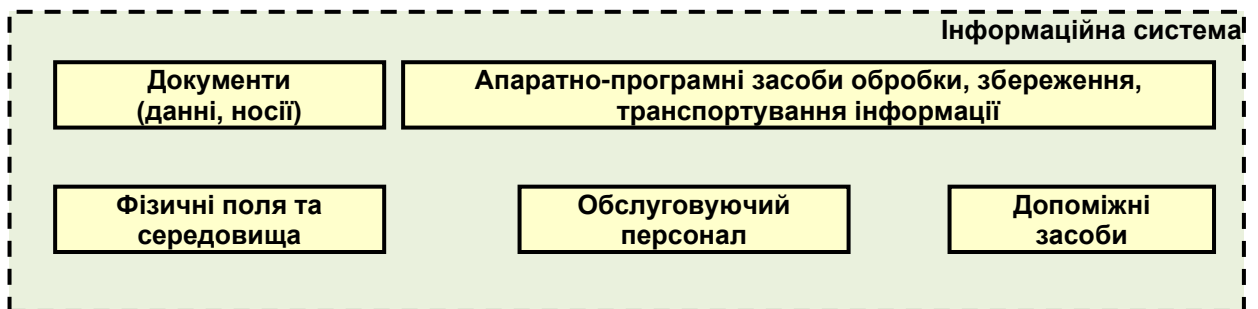 Інформаційна система
Документи
(данні, носії)
Апаратно-програмні засоби обробки, збереження,
транспортування інформації
Фізичні поля та
середовища
Обслуговуючий
персонал
Допоміжні
засоби